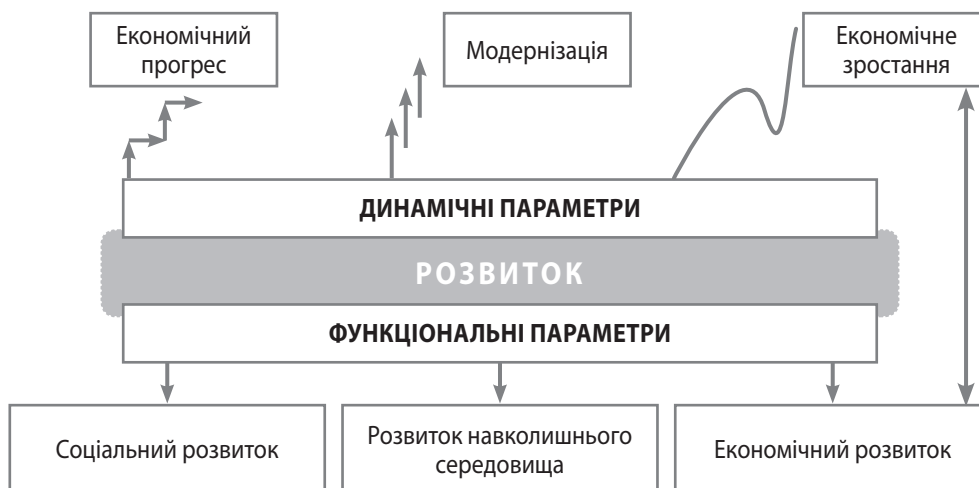 Економічний
прогрес
Модернізація
Економічне
зростання
ДИНАМІЧНІ ПАРАМЕТРИ
РОЗВИТОК
ФУНКЦІОНАЛЬНІ ПАРАМЕТРИ
Соціальний розвиток
Розвиток навколишнього
середовища
Економічний розвиток